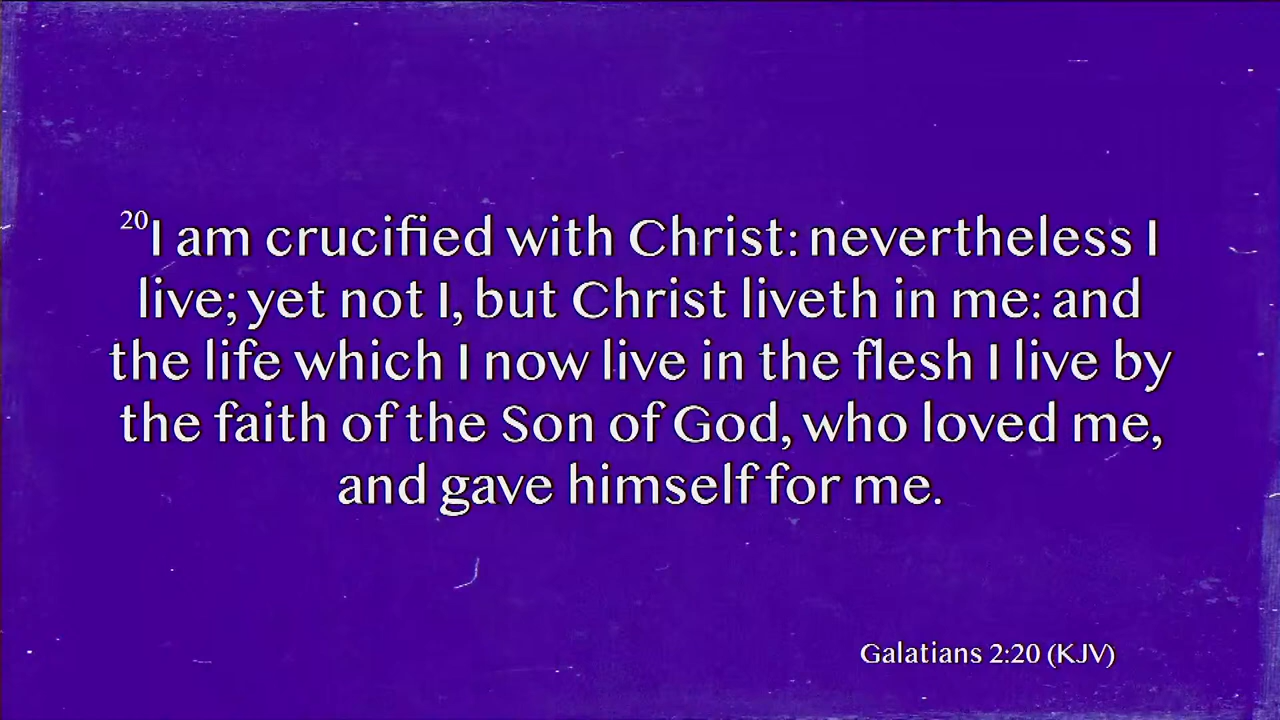 20I am crucified with Christ: nevertheless I
live; yet not I, but Christ liveth in me: and
the life which I now live in the flesh I live by
the faith of the Son of God, who loved me,
and gave himself for me.
Galatians 2:20 (KJV)